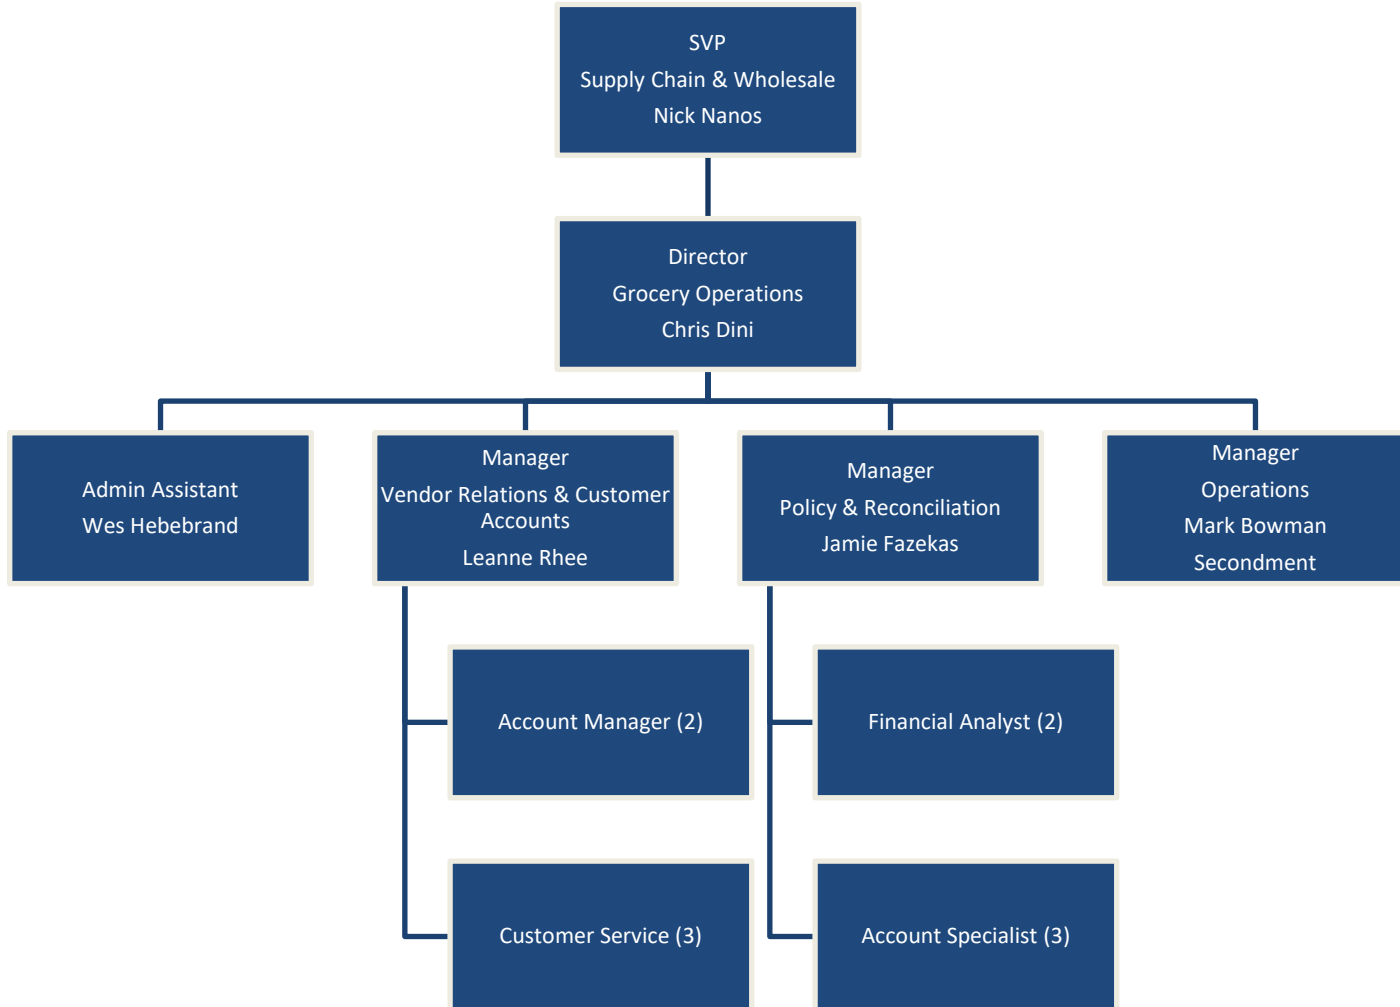 SVP
Supply Chain & Wholesale
Nick Nanos
Director
Grocery Operations
Chris Dini
Admin Assistant
Wes Hebebrand
Manager
Vendor Relations & Customer
Accounts
Leanne Rhee
Manager
Policy & Reconciliation
Jamie Fazekas
Manager
Operations
Mark Bowman
Secondment
Account Manager (2)
Financial Analyst (2)
Customer Service (3)
Account Specialist (3)